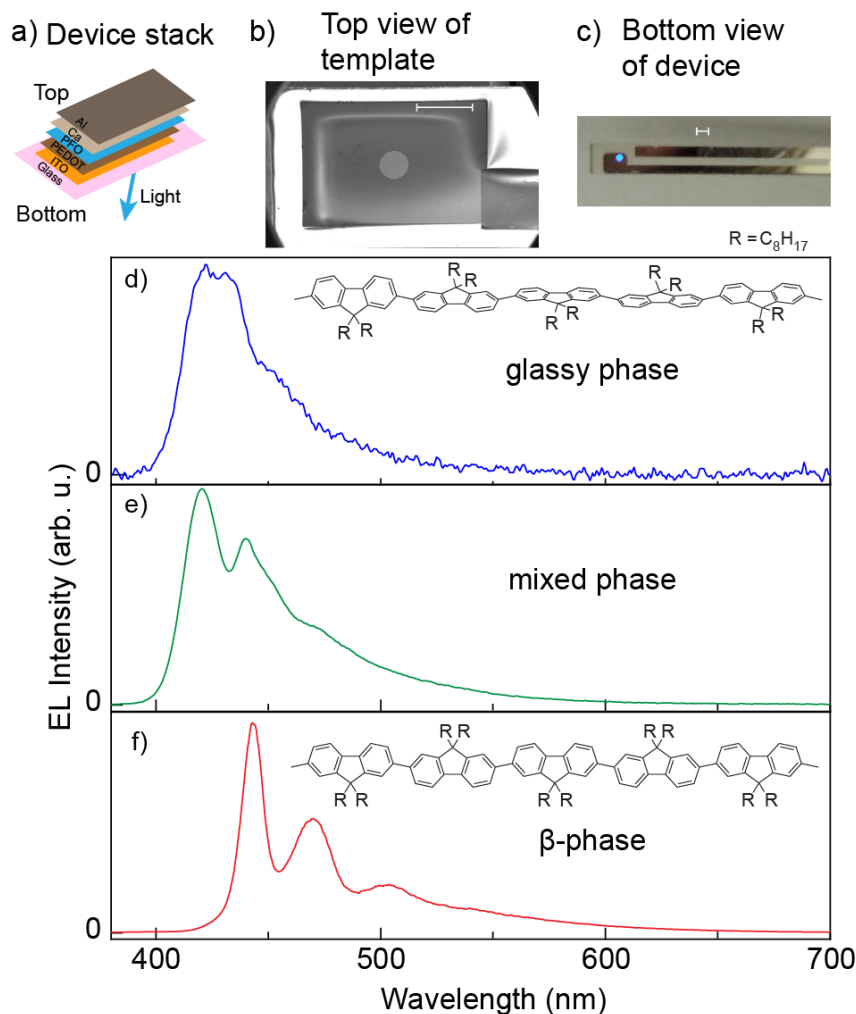 a) Device stack
Top
Al
Ca
PFO
PEDOT
ITO
Glass
Bottom
Light
b) Top view of
template
c) Bottom view
of device
R = C₈H₁₇
d)
R R
R R
R R
R R
R R
glassy phase
0
e)
mixed phase
0
f)
R R
R R
R R
R R
R R
β-phase
0
EL Intensity (arb. u.)
400 500 600 700
Wavelength (nm)